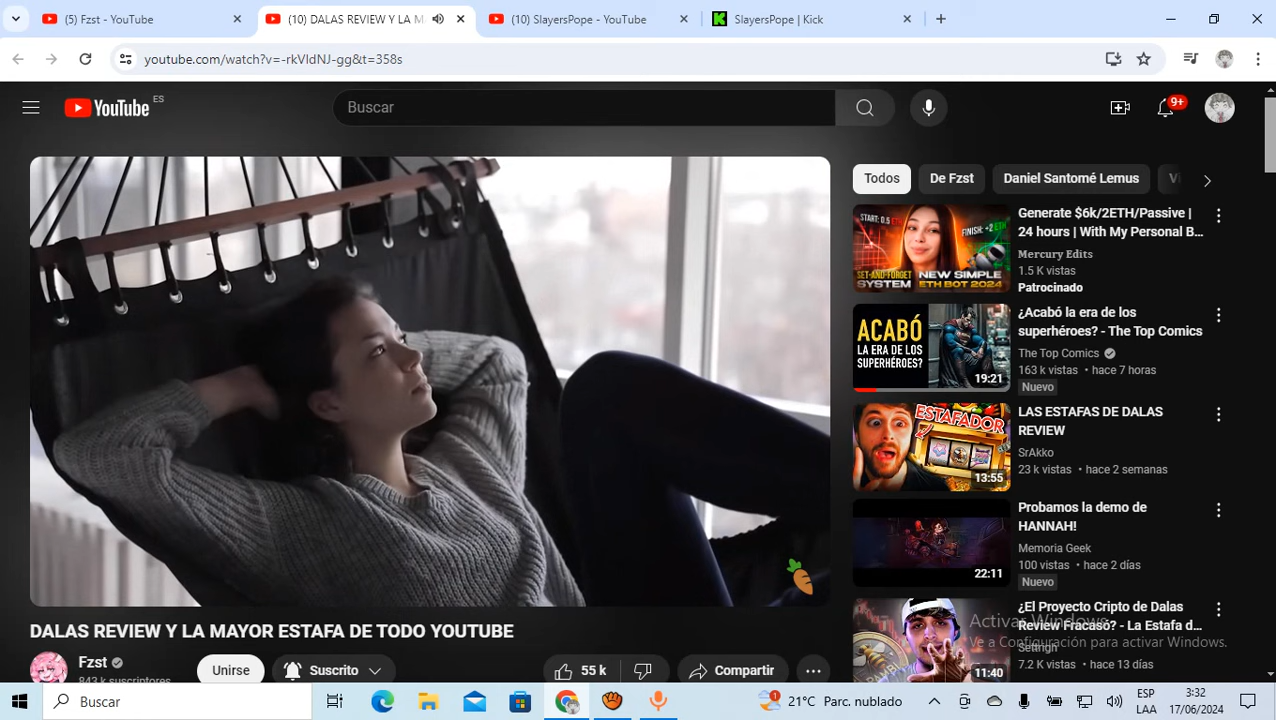 (5) Fzst - YouTube
(10) DALAS REVIEW Y LA M
(10) SlayersPope - YouTube
SlayersPope | Kick
youtube.com/watch?v=-rkVIdNJ-gg&t=358s
YouTube ES
Buscar
9+
Todos
De Fzst
Daniel Santomé Lemus
START: 0.5 ETH
FINISH: +2 ETH
SET-AND-FORGET SYSTEM
NEW SIMPLE ETH BOT 2024
Generate $6k/2ETH/Passive |
24 hours | With My Personal B...
Mercury Edits
1.5 K vistas
Patrocinado
ACABÓ
LA ERA DE LOS
SUPERHÉROES?
19:21
¿Acabó la era de los
superhéroes? - The Top Comics
The Top Comics
163 k vistas • hace 7 horas
Nuevo
ESTAFADOR
13:55
LAS ESTAFAS DE DALAS
REVIEW
SrAkko
23 k vistas • hace 2 semanas
22:11
Probamos la demo de
HANNAH!
Memoria Geek
100 vistas • hace 2 días
Nuevo
11:40
¿El Proyecto Cripto de Dalas
Review Fracasó? - La Estafa d...
7.2 K vistas • hace 13 días
Activar Windows
Ve a Configuración para activar Windows.
DALAS REVIEW Y LA MAYOR ESTAFA DE TODO YOUTUBE
Fzst
843 k suscriptores
Unirse
Suscrito
55 k
Compartir
Buscar
1
21°C Parc. nublado
ESP
LAA
3:32
17/06/2024